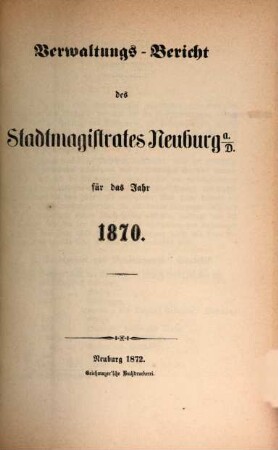 Verwaltungs-Bericht
des
Stadtmagistrates Neuburg a./D.
für das Jahr
1870.
Neuburg 1872.
Grießmayer'sche Buchdruckerei.